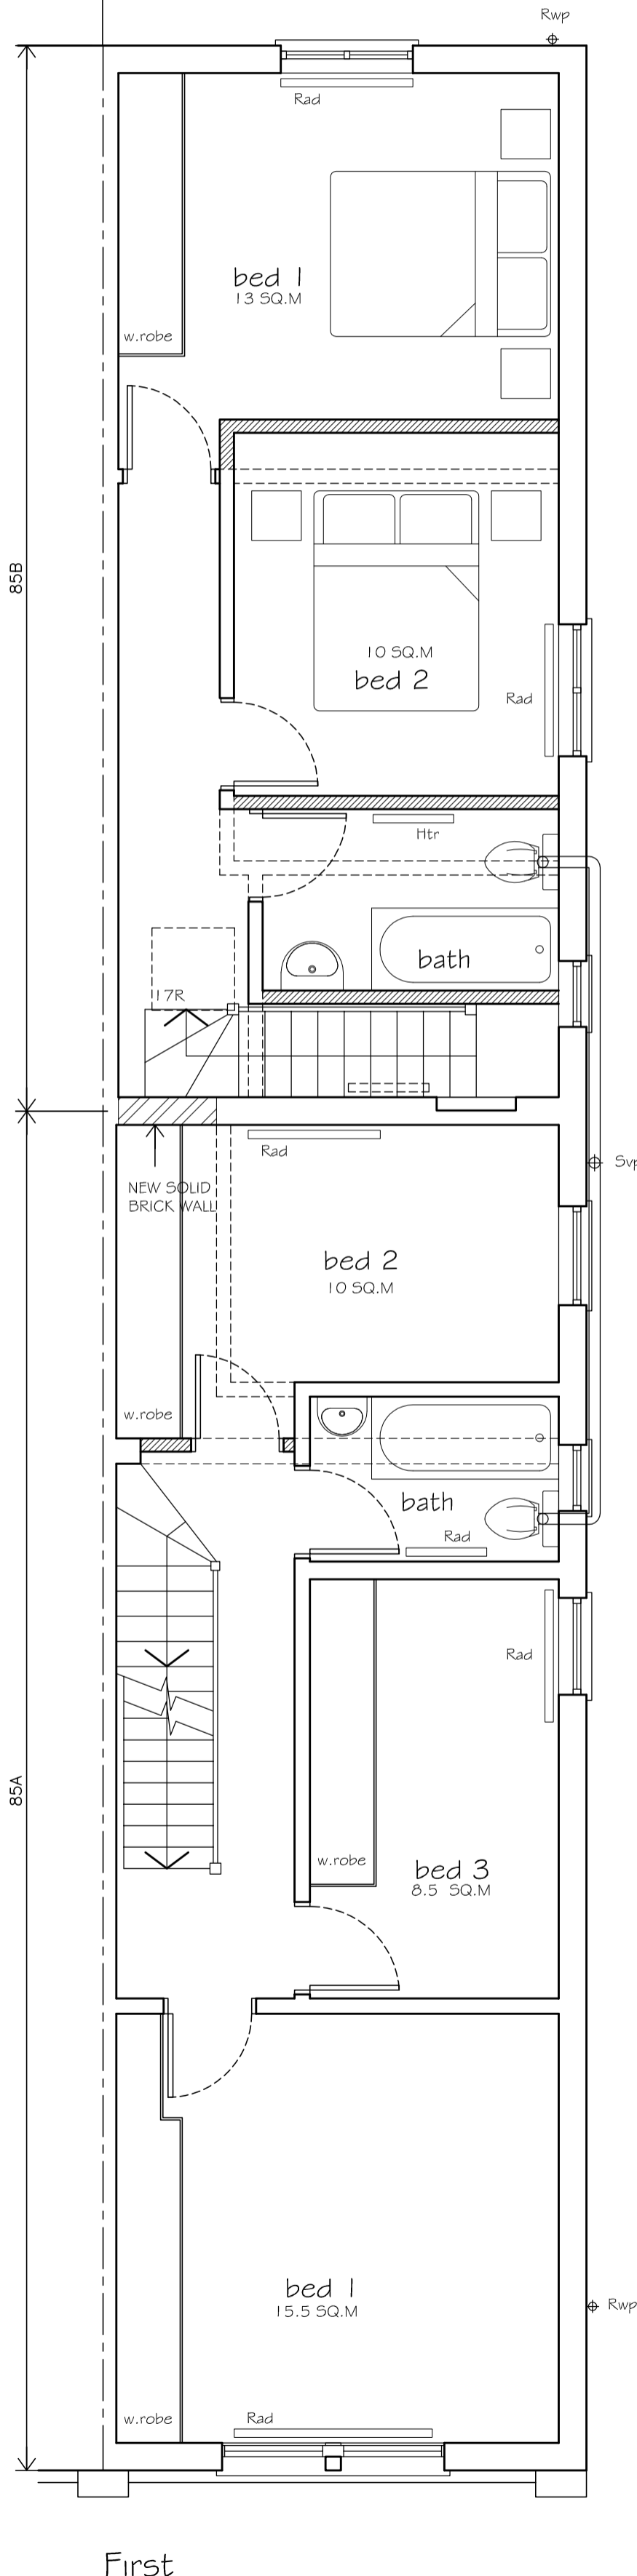 Rwp
Rad
bed 1
13 SQ.M
w.robe
85B
10 SQ.M
bed 2
Rad
Htr
bath
17R
Rad
Svp
NEW SOLID
BRICK WALL
bed 2
10 SQ.M
w.robe
bath
Rad
Rad
85A
w.robe
bed 3
8.5 SQ.M
bed 1
15.5 SQ.M
Rwp
w.robe
Rad
First